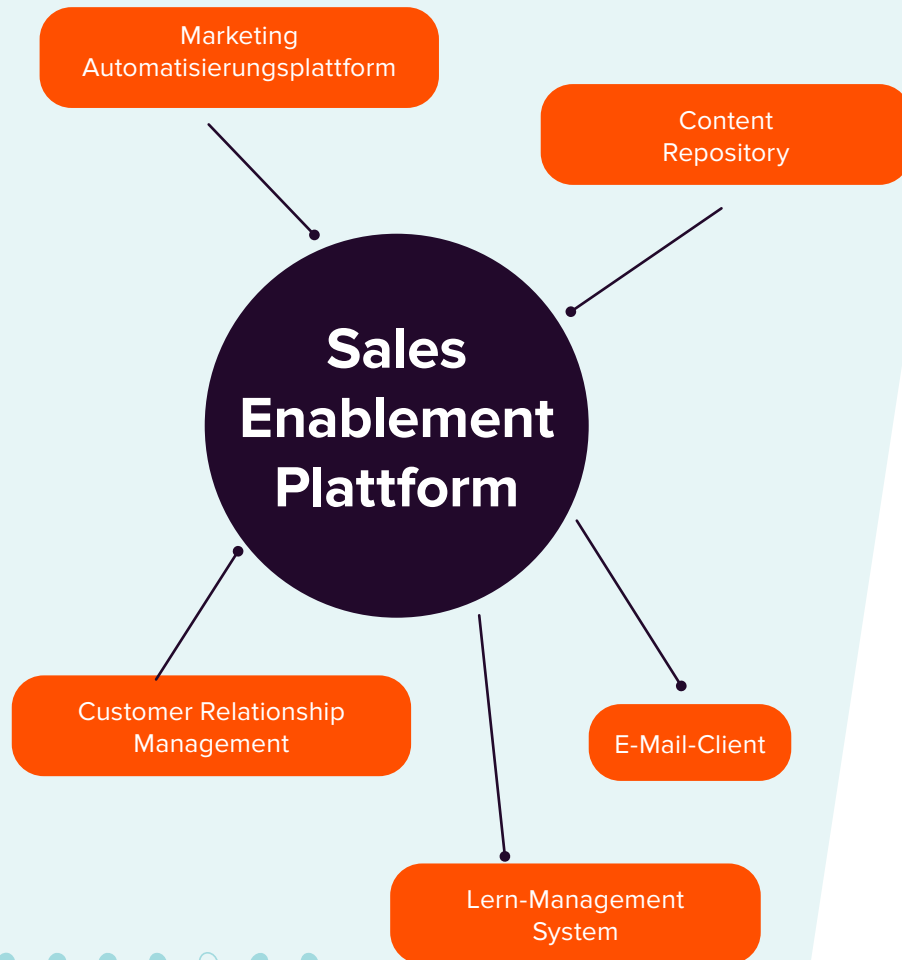 Marketing
Automatisierungsplattform
Content
Repository
Sales
Enablement
Plattform
Customer Relationship
Management
E-Mail-Client
Lern-Management
System